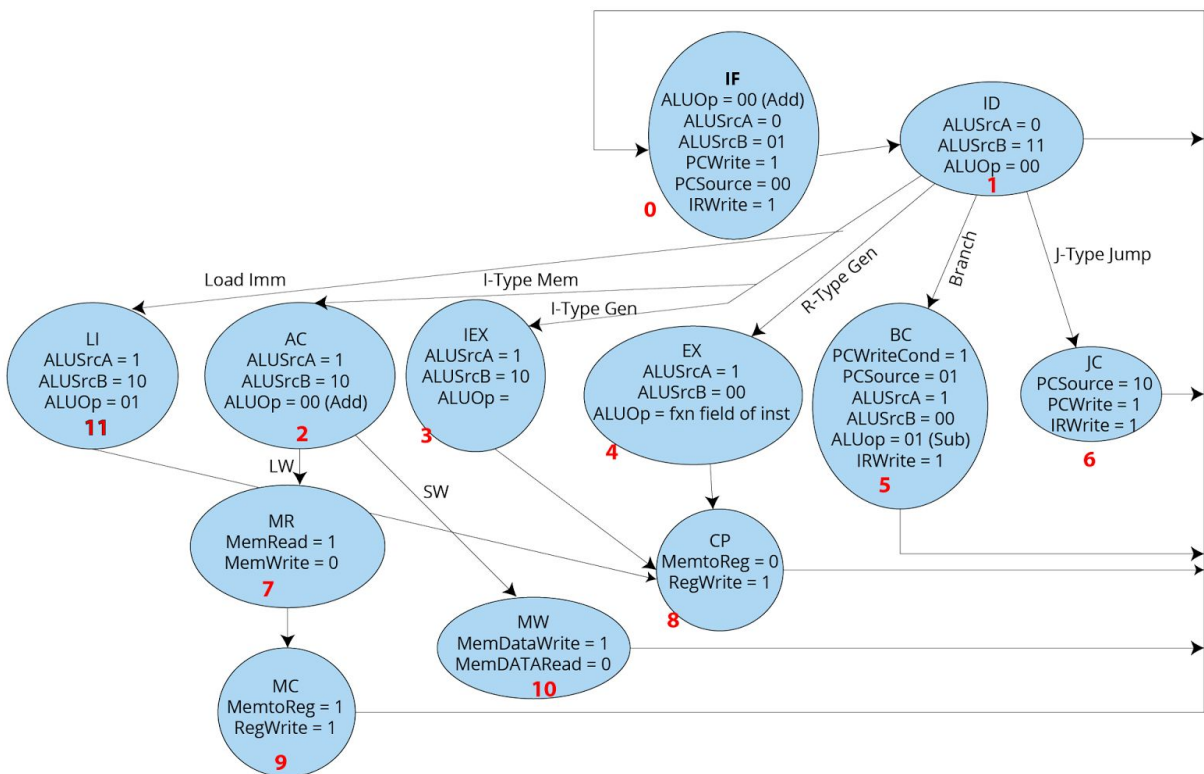 IF
ALUOp = 00 (Add)
ALUSrcA = 0
ALUSrcB = 01
PCWrite = 1
PCSource = 00
IRWrite = 1
0
ID
ALUSrcA = 0
ALUSrcB = 11
ALUOp = 00
1
Load Imm
I-Type Mem
I-Type Gen
R-Type Gen
Branch
J-Type Jump
LI
ALUSrcA = 1
ALUSrcB = 10
ALUOp = 01
11
AC
ALUSrcA = 1
ALUSrcB = 10
ALUOp = 00 (Add)
2
IEX
ALUSrcA = 1
ALUSrcB = 10
ALUOp =
3
EX
ALUSrcA = 1
ALUSrcB = 00
ALUOp = fxn field of inst
4
BC
PCWriteCond = 1
PCSource = 01
ALUSrcA = 1
ALUSrcB = 00
ALUop = 01 (Sub)
IRWrite = 1
5
JC
PCSource = 10
PCWrite = 1
IRWrite = 1
6
LW
SW
MR
MemRead = 1
MemWrite = 0
7
CP
MemtoReg = 0
RegWrite = 1
8
MW
MemDataWrite = 1
MemDATARead = 0
10
MC
MemtoReg = 1
RegWrite = 1
9